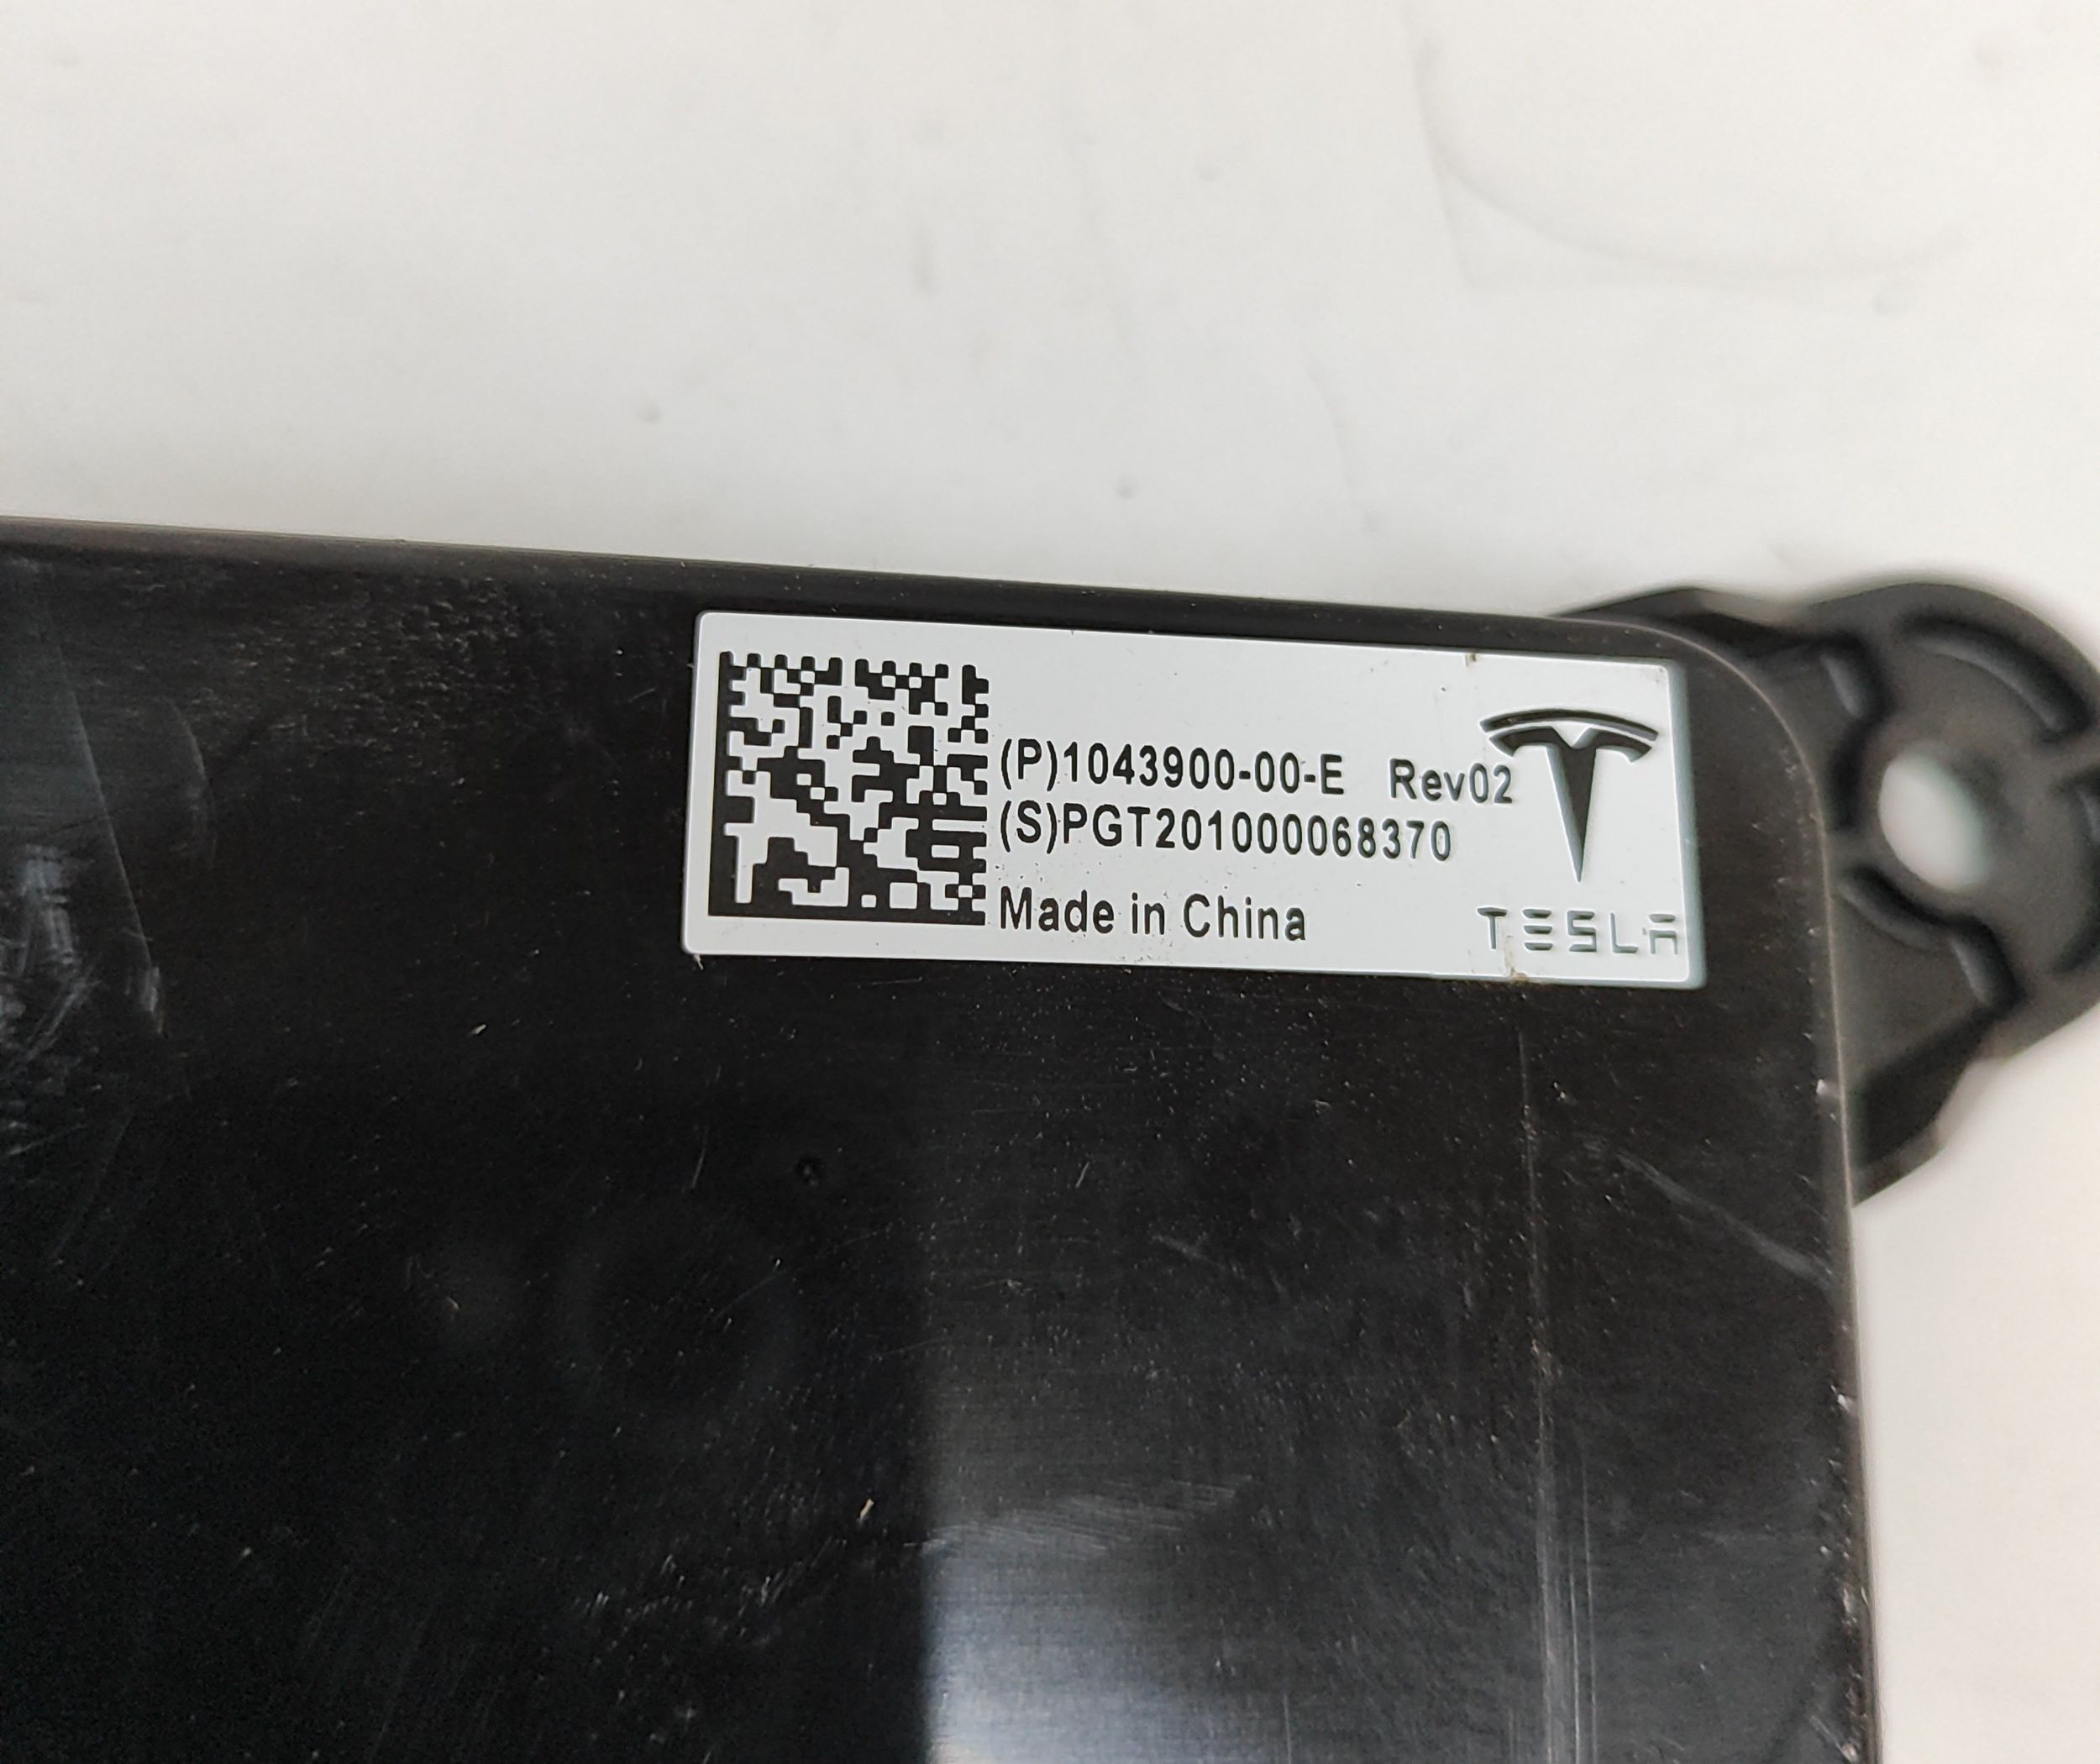 (P)1043900-00-E Rev02
(S)PGT201000068370
Made in China
TESLA